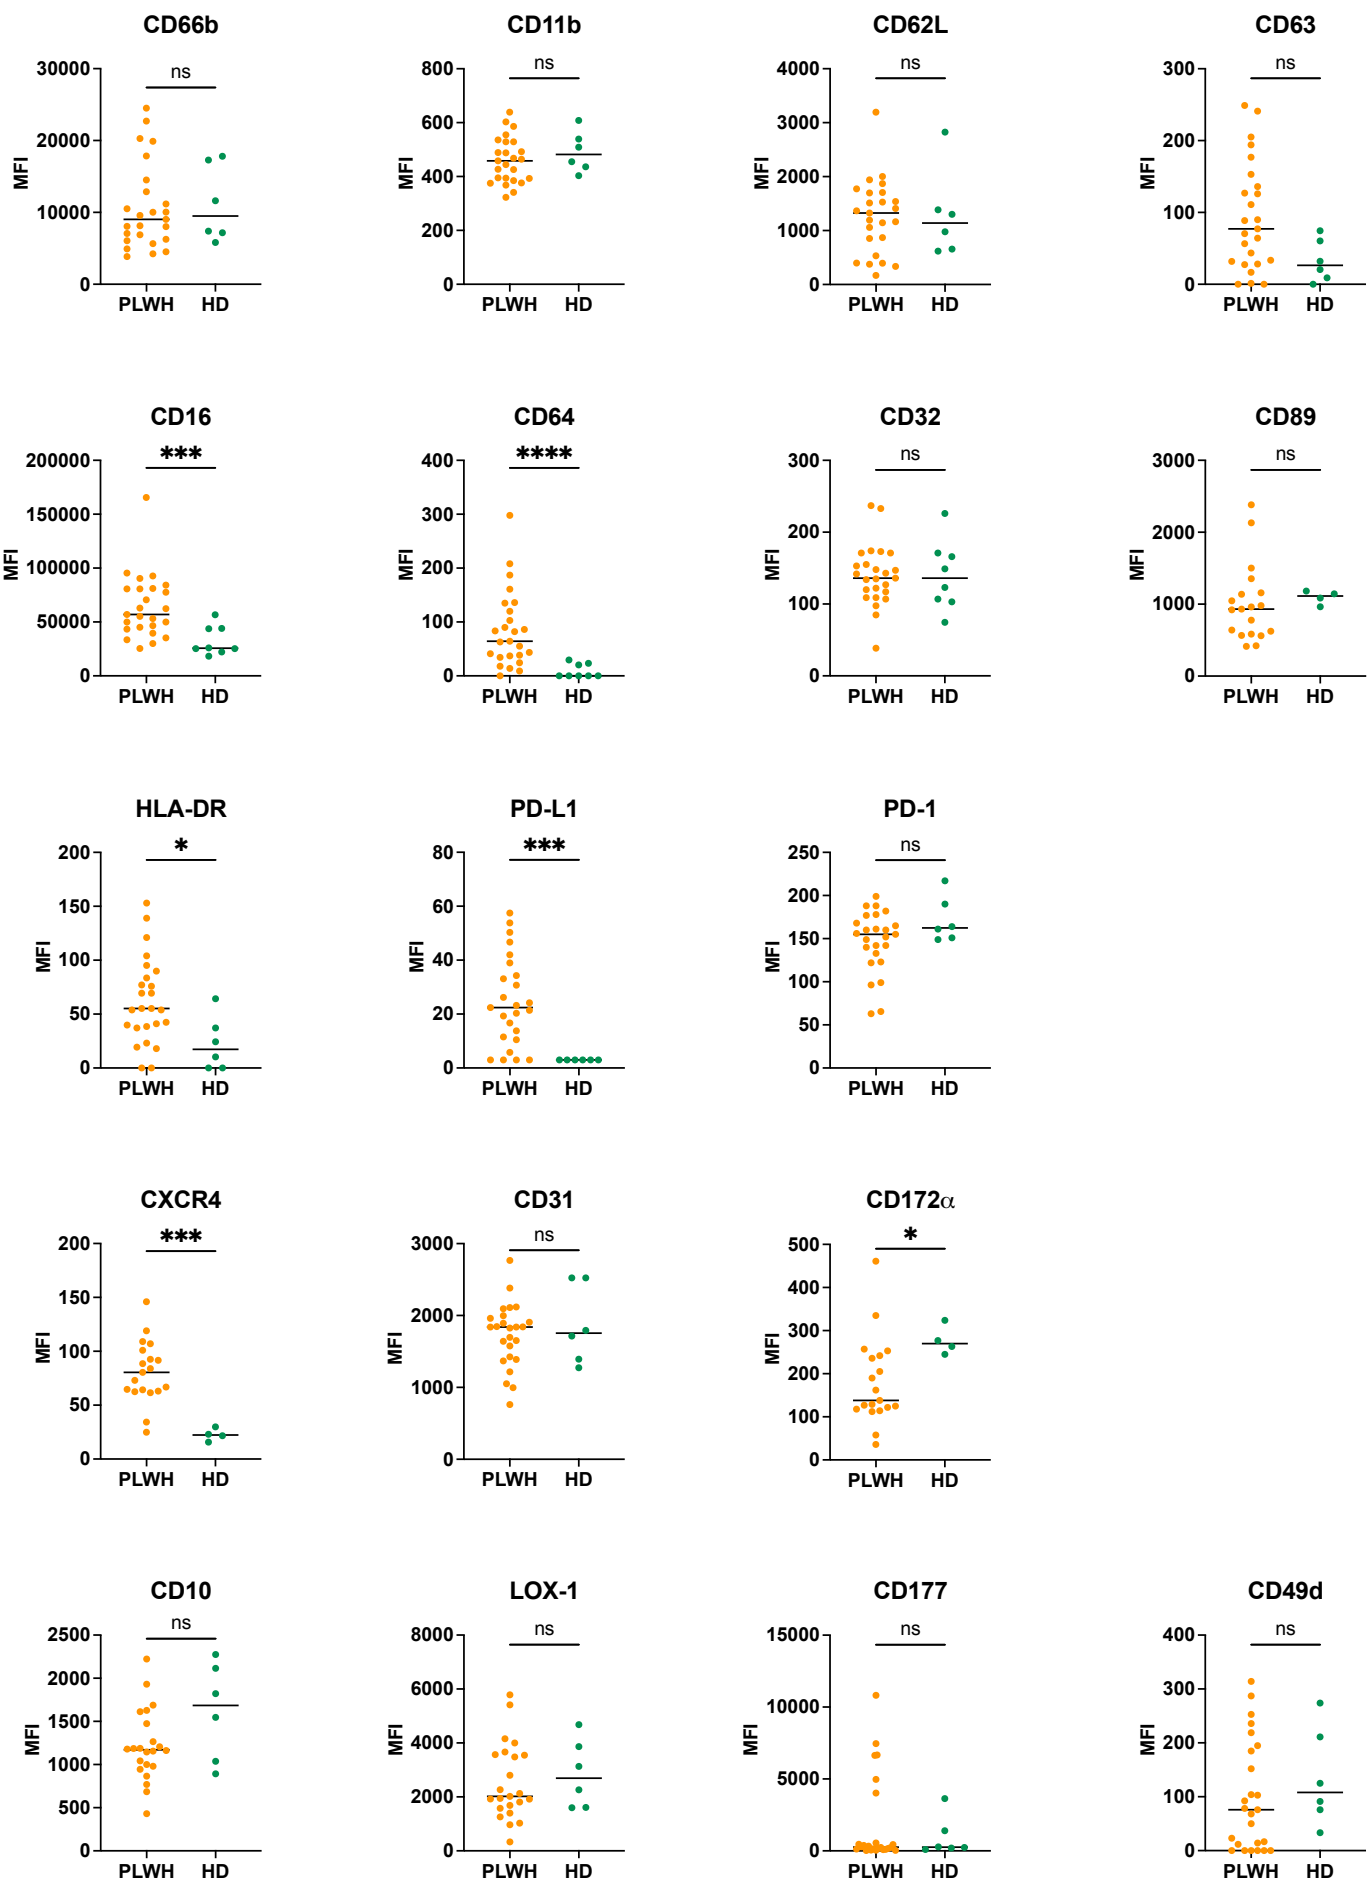 CD66b CD11b CD62L CD63
ns ns ns ns
30000 800 4000 300
20000 600 3000 200
10000 400 2000 100
0 200 1000 0
0 0
MFI MFI MFI MFI
PLWH HD PLWH HD PLWH HD PLWH HD
CD16 CD64 CD32 CD89
*** **** ns ns
200000 400 300 3000
150000 300 200 2000
100000 200 100 1000
50000 100 0 0
0 0
MFI MFI MFI MFI
PLWH HD PLWH HD PLWH HD PLWH HD
HLA-DR PD-L1 PD-1
* *** ns
200 80 250
150 60 200
100 40 150
50 20 100
0 0 50
0
MFI MFI MFI
PLWH HD PLWH HD PLWH HD
CXCR4 CD31 CD172α
*** ns *
200 3000 500
150 2000 400
100 1000 300
50 0 200
0 100
0
MFI MFI MFI
PLWH HD PLWH HD PLWH HD
CD10 LOX-1 CD177 CD49d
ns ns ns ns
2500 8000 15000 400
2000 6000 10000 300
1500 4000 5000 200
1000 2000 0 100
500 0 0
0
MFI MFI MFI MFI
PLWH HD PLWH HD PLWH HD PLWH HD